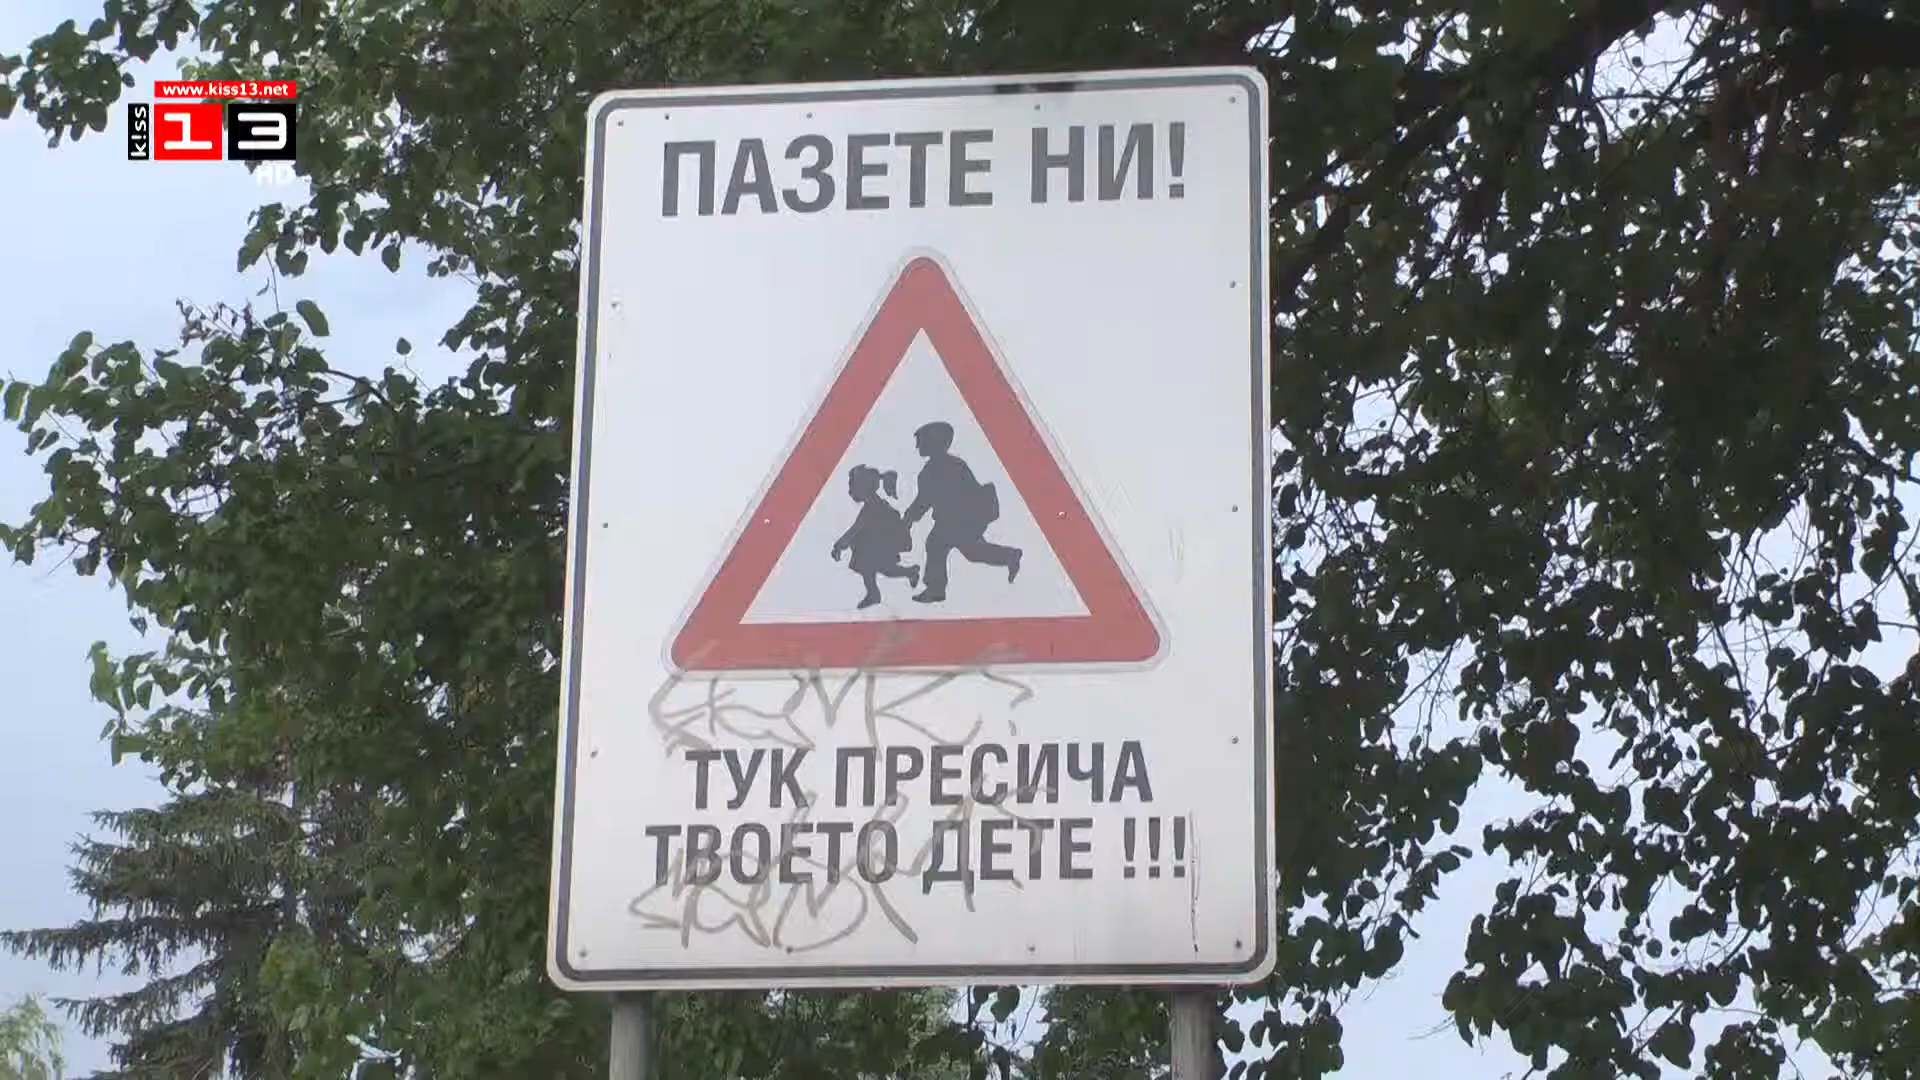 www.kiss13.net
kiss 13
HD
ПАЗЕТЕ НИ!
ТУК ПРЕСИЧА
ТВОЕТО ДЕТЕ !!!